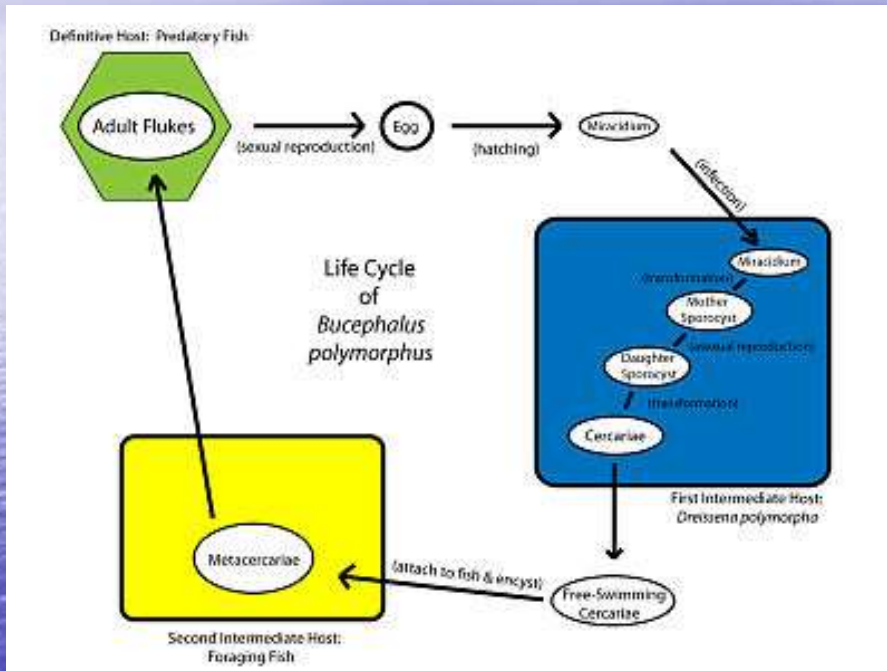 Definitive Host: Predatory Fish
Adult Flukes
(sexual reproduction)
Egg
(hatching)
Miracidium
(infection)
Miracidium
(transformation)
Mother
Sporocyst
(asexual reproduction)
Daughter
Sporocyst
(transformation)
Cercariae
First Intermediate Host:
Dreissena polymorpha
Life Cycle
of
Bucephalus
polymorphus
Free-Swimming
Cercariae
(attach to fish & encyst)
Metacercariae
Second Intermediate Host:
Foraging Fish